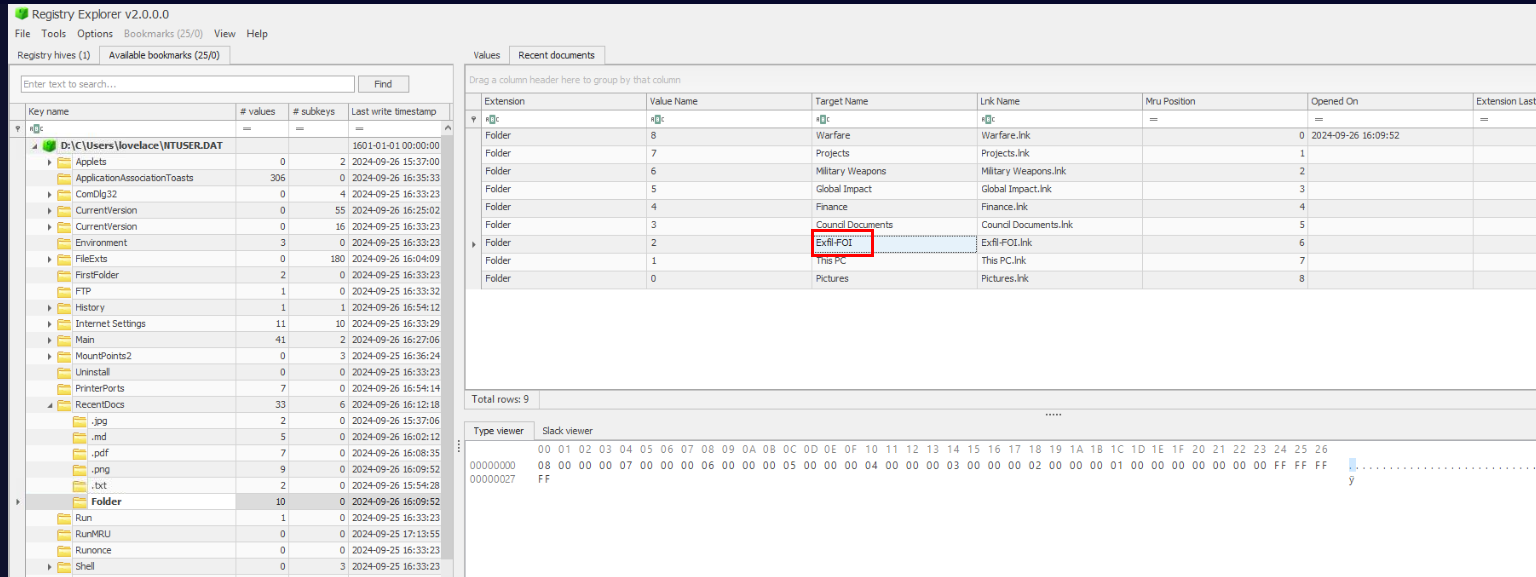 Registry Explorer v2.0.0.0
File Tools Options Bookmarks (25/0) View Help
Registry hives (1) Available bookmarks (25/0)
Enter text to search... Find
Key name # values # subkeys Last write timestamp
= = =
D:\C\Users\lovelace\NTUSER.DAT 1601-01-01 00:00:00
Applets 0 2 2024-09-26 15:37:00
ApplicationAssociationToasts 306 0 2024-09-26 16:35:33
ComDlg32 0 4 2024-09-25 16:33:23
CurrentVersion 0 55 2024-09-26 16:25:02
CurrentVersion 0 16 2024-09-25 16:33:23
Environment 3 0 2024-09-25 16:33:23
FileExts 0 180 2024-09-26 16:04:09
FirstFolder 2 0 2024-09-25 16:33:23
FTP 1 0 2024-09-25 16:33:32
History 1 1 2024-09-26 16:54:12
Internet Settings 11 10 2024-09-25 16:33:29
Main 41 2 2024-09-26 16:27:06
MountPoints2 0 3 2024-09-25 16:36:24
Uninstall 0 0 2024-09-25 16:33:23
PrinterPorts 7 0 2024-09-26 16:54:14
RecentDocs 33 6 2024-09-26 16:12:18
.jpg 2 0 2024-09-26 15:37:06
.md 5 0 2024-09-26 16:02:12
.pdf 7 0 2024-09-26 16:08:35
.png 9 0 2024-09-26 16:09:52
.txt 2 0 2024-09-26 15:54:28
Folder 10 0 2024-09-26 16:09:52
Run 1 0 2024-09-25 16:33:23
RunMRU 0 0 2024-09-25 17:13:55
Runonce 0 0 2024-09-25 16:33:23
Shell 0 3 2024-09-25 16:33:23
Values Recent documents
Drag a column header here to group by that column
Extension Value Name Target Name Lnk Name Mru Position Opened On Extension Last
= = =
Folder 8 Warfare Warfare.lnk 0 2024-09-26 16:09:52
Folder 7 Projects Projects.lnk 1
Folder 6 Military Weapons Military Weapons.lnk 2
Folder 5 Global Impact Global Impact.lnk 3
Folder 4 Finance Finance.lnk 4
Folder 3 Council Documents Council Documents.lnk 5
Folder 2 Exfil-FOI Exfil-FOI.lnk 6
Folder 1 This PC This PC.lnk 7
Folder 0 Pictures Pictures.lnk 8
Total rows: 9
Type viewer Slack viewer
00 01 02 03 04 05 06 07 08 09 0A 0B 0C 0D 0E 0F 10 11 12 13 14 15 16 17 18 19 1A 1B 1C 1D 1E 1F 20 21 22 23 24 25 26
00000000 08 00 00 00 07 00 00 00 06 00 00 00 05 00 00 00 04 00 00 00 03 00 00 00 02 00 00 00 01 00 00 00 00 00 00 00 FF FF FF
00000027 FF ÿ